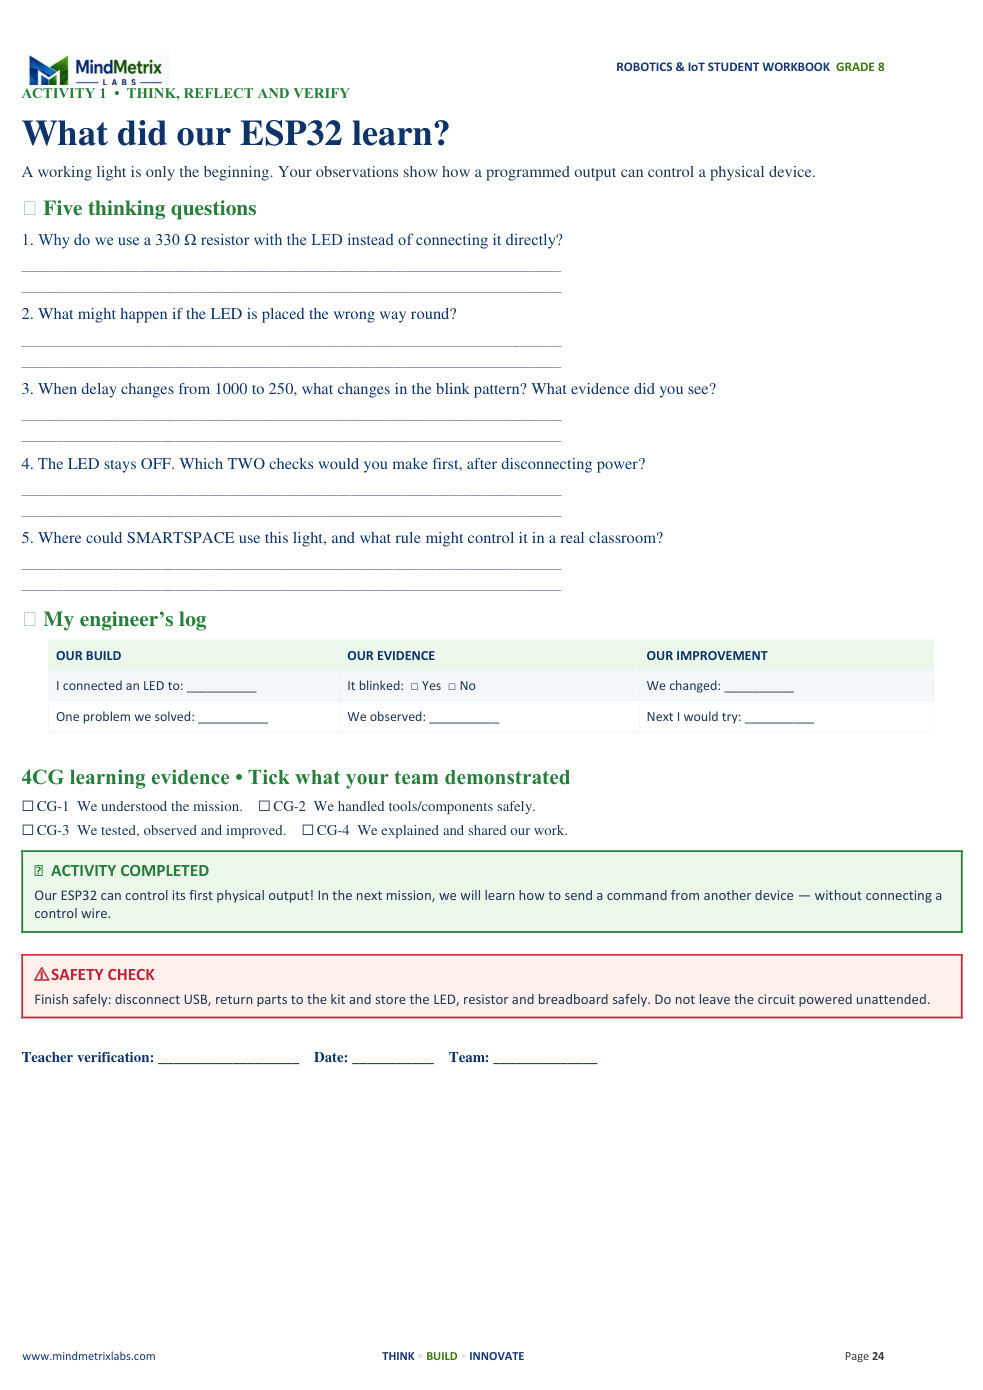 MindMetrix
LABS
ROBOTICS & IoT STUDENT WORKBOOK GRADE 8
ACTIVITY 1 • THINK, REFLECT AND VERIFY
What did our ESP32 learn?
A working light is only the beginning. Your observations show how a programmed output can control a physical device.
Five thinking questions
1. Why do we use a 330 Ω resistor with the LED instead of connecting it directly?
2. What might happen if the LED is placed the wrong way round?
3. When delay changes from 1000 to 250, what changes in the blink pattern? What evidence did you see?
4. The LED stays OFF. Which TWO checks would you make first, after disconnecting power?
5. Where could SMARTSPACE use this light, and what rule might control it in a real classroom?
My engineer’s log
OUR BUILD OUR EVIDENCE OUR IMPROVEMENT
I connected an LED to: __________ It blinked: □ Yes □ No We changed: __________
One problem we solved: __________ We observed: __________ Next I would try: __________
4CG learning evidence • Tick what your team demonstrated
☐ CG-1 We understood the mission. ☐ CG-2 We handled tools/components safely.
☐ CG-3 We tested, observed and improved. ☐ CG-4 We explained and shared our work.
ACTIVITY COMPLETED
Our ESP32 can control its first physical output! In the next mission, we will learn how to send a command from another device — without connecting a
control wire.
⚠SAFETY CHECK
Finish safely: disconnect USB, return parts to the kit and store the LED, resistor and breadboard safely. Do not leave the circuit powered unattended.
Teacher verification: ___________________ Date: ___________ Team: ______________
www.mindmetrixlabs.com THINK • BUILD • INNOVATE Page 24